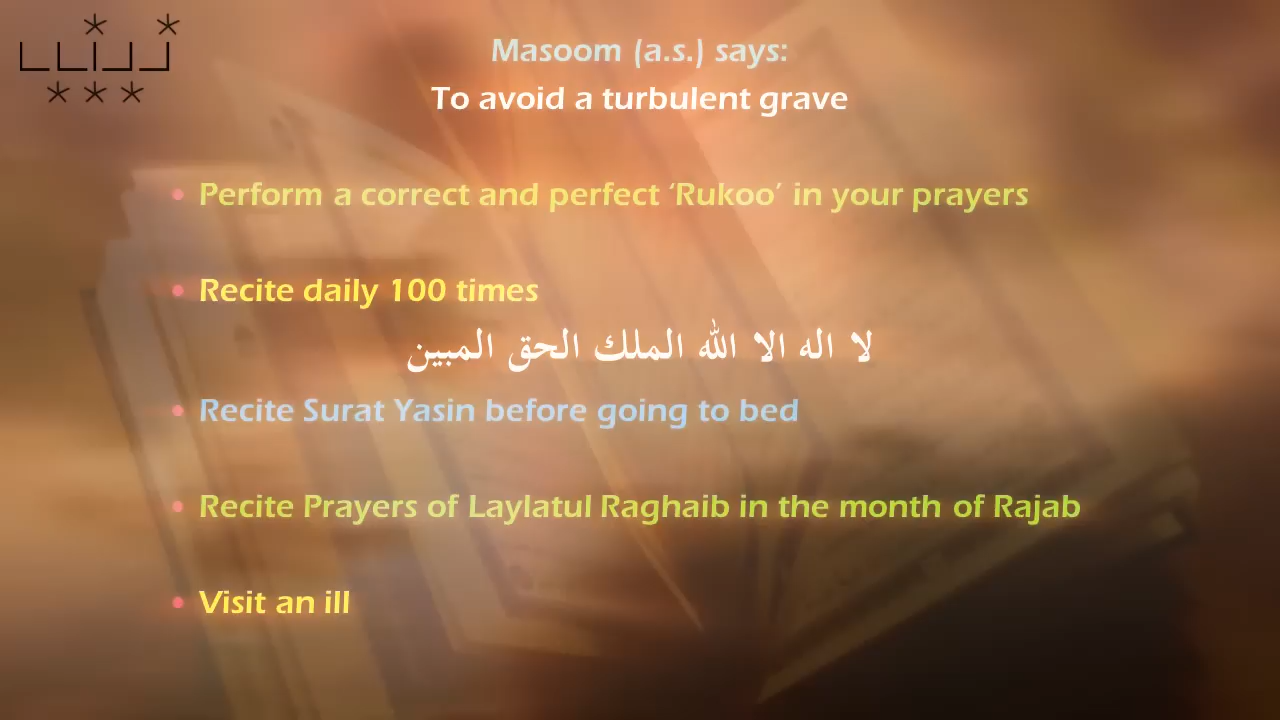 Masoom (a.s.) says:
To avoid a turbulent grave
• Perform a correct and perfect ‘Rukoo’ in your prayers
• Recite daily 100 times
لا اله الا الله الملك الحق المبين
• Recite Surat Yasin before going to bed
• Recite Prayers of Laylatul Raghaib in the month of Rajab
• Visit an ill